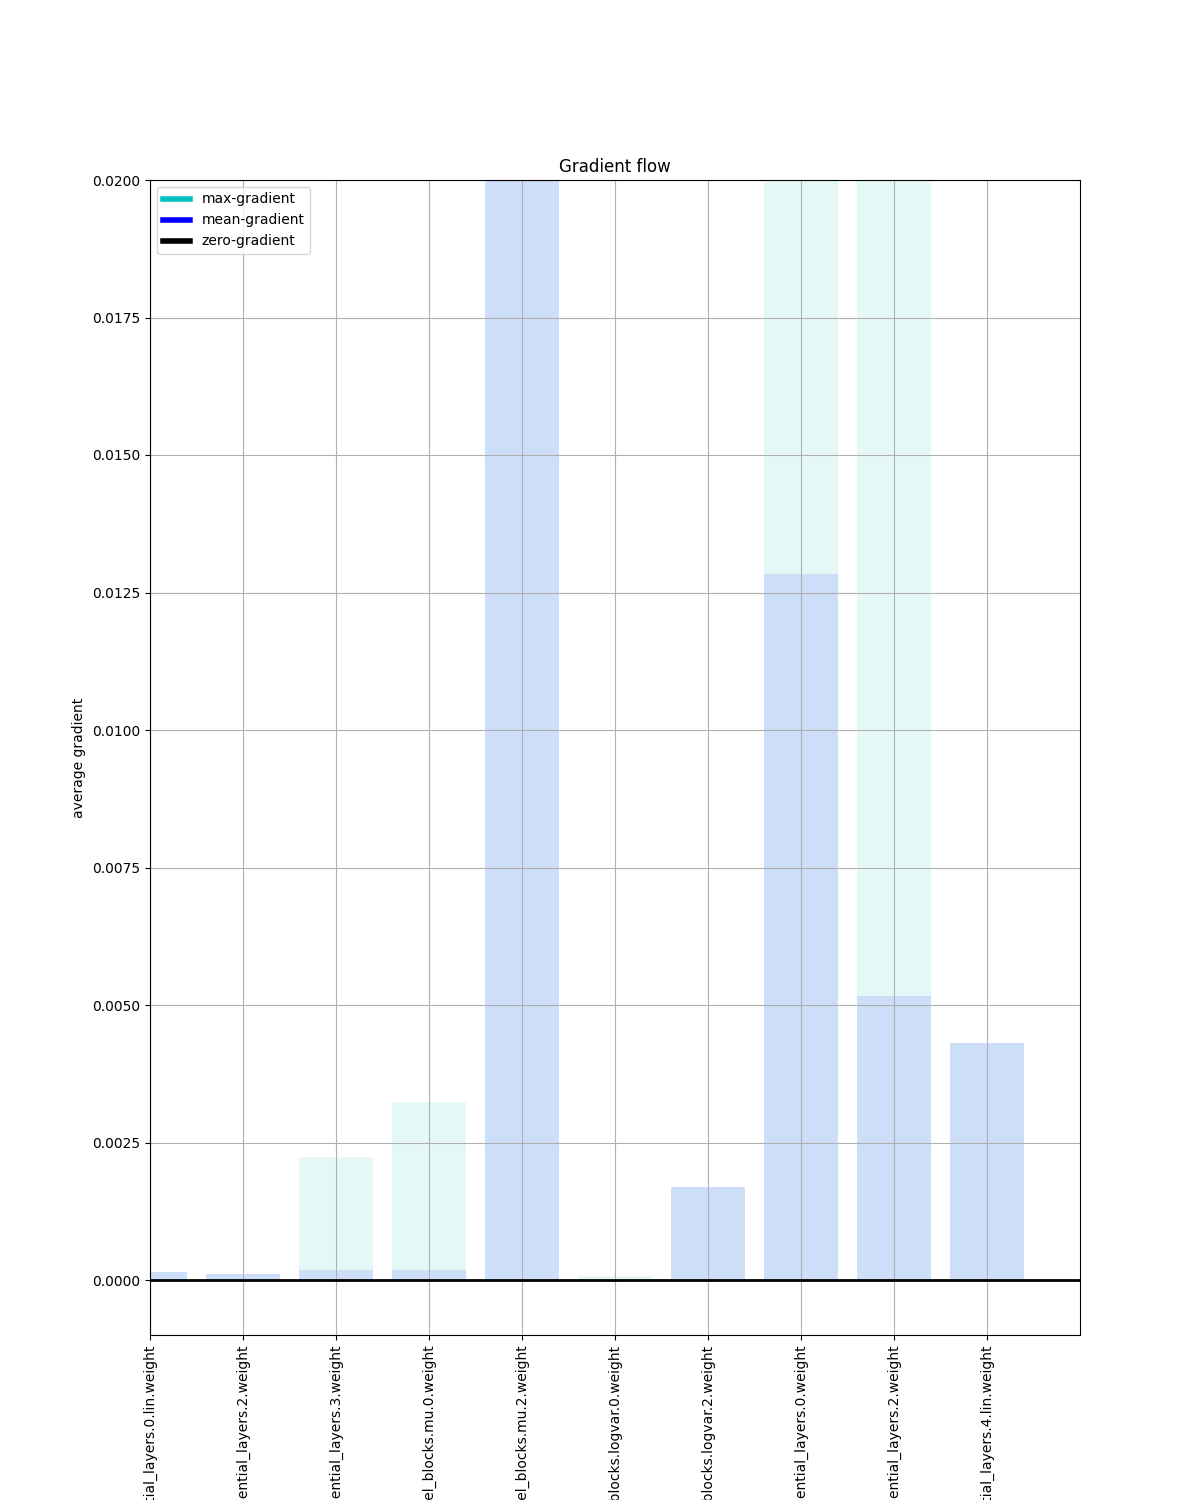 Gradient flow
max-gradient
mean-gradient
zero-gradient
0.0200
0.0175
0.0150
0.0125
0.0100
0.0075
0.0050
0.0025
0.0000
average gradient
tial_layers.0.lin.weight
ential_layers.2.weight
ential_layers.3.weight
el_blocks.mu.0.weight
el_blocks.mu.2.weight
blocks.logvar.0.weight
blocks.logvar.2.weight
ential_layers.0.weight
ential_layers.2.weight
tial_layers.4.lin.weight